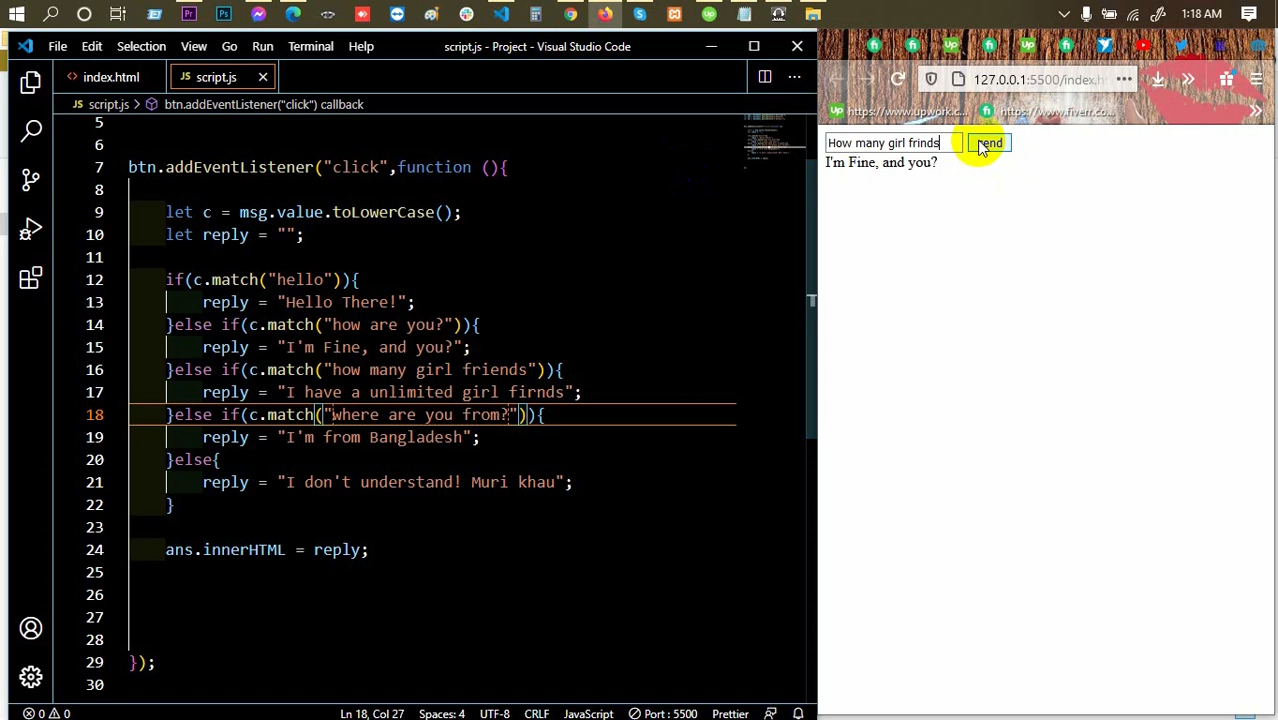 1:18 AM
File Edit Selection View Go Run Terminal Help
script.js - Project - Visual Studio Code
index.html
JS script.js
JS script.js > btn.addEventListener("click") callback
5
6
7 btn.addEventListener("click",function (){
8
9 let c = msg.value.toLowerCase();
10 let reply = "";
11
12 if(c.match("hello")){
13 reply = "Hello There!";
14 }else if(c.match("how are you?")){
15 reply = "I'm Fine, and you?";
16 }else if(c.match("how many girl friends")){
17 reply = "I have a unlimited girl firnds";
18 }else if(c.match("where are you from?")){
19 reply = "I'm from Bangladesh";
20 }else{
21 reply = "I don't understand! Muri khau";
22 }
23
24 ans.innerHTML = reply;
25
26
27
28
29 });
30
0 0 Ln 18, Col 27 Spaces: 4 UTF-8 CRLF JavaScript Port : 5500 Prettier
127.0.0.1:5500/index.h
https://www.upwork.c... https://www.fiverr.co...
How many girl frinds
I'm Fine, and you?